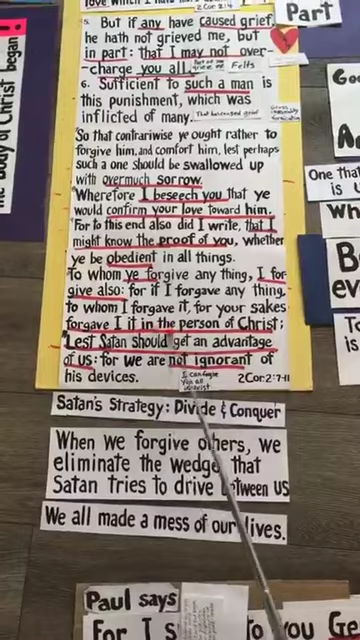 love which I have
2Cor:2:4
Part
5. But if any have caused grief,
he hath not grieved me, but
in part: that I may not over-
charge you all.
Felts
6. Sufficient to such a man is
this punishment, which was
inflicted of many.
That has caused grief
So that contrariwise ye ought rather to
forgive him, and comfort him, lest perhaps
such a one should be swallowed up
with overmuch sorrow.
Wherefore I beseech you that ye
would confirm your love toward him.
For to this end also did I write, that I
might know the proof of you, whether
ye be obedient in all things.
To whom ye forgive any thing, I for-
give also: for if I forgave any thing,
to whom I forgave it, for your sakes
forgave I it in the person of Christ;
Lest Satan should get an advantage
of us: for we are not ignorant of
his devices.
2Cor:2:7-11
Satan's Strategy: Divide & Conquer
When we forgive others, we
eliminate the wedge that
Satan tries to drive between us
We all made a mess of our lives.
Paul says
For I
to you
the Body of Christ began!
One that
is
Wh
B
ev
T
is